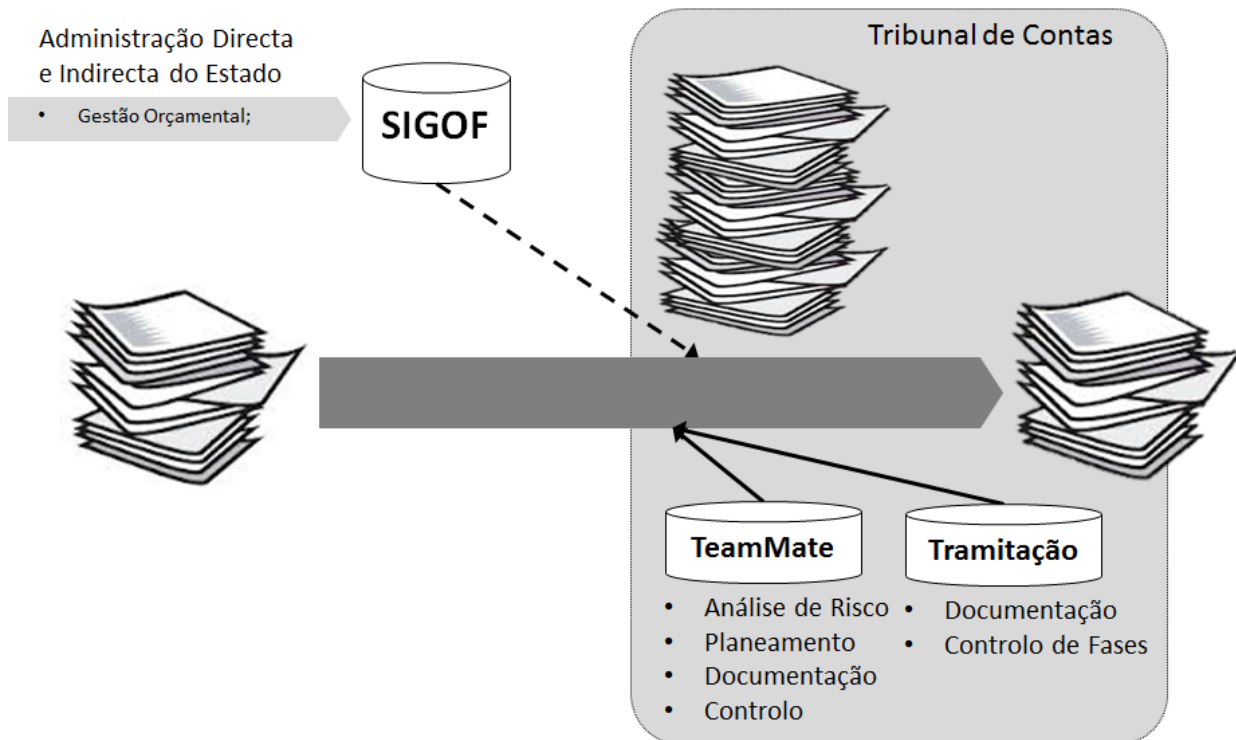 Administração Directa
e Indirecta do Estado
• Gestão Orçamental;
SIGOF
Tribunal de Contas
TeamMate
• Análise de Risco
• Planeamento
• Documentação
• Controlo
Tramitação
• Documentação
• Controlo de Fases